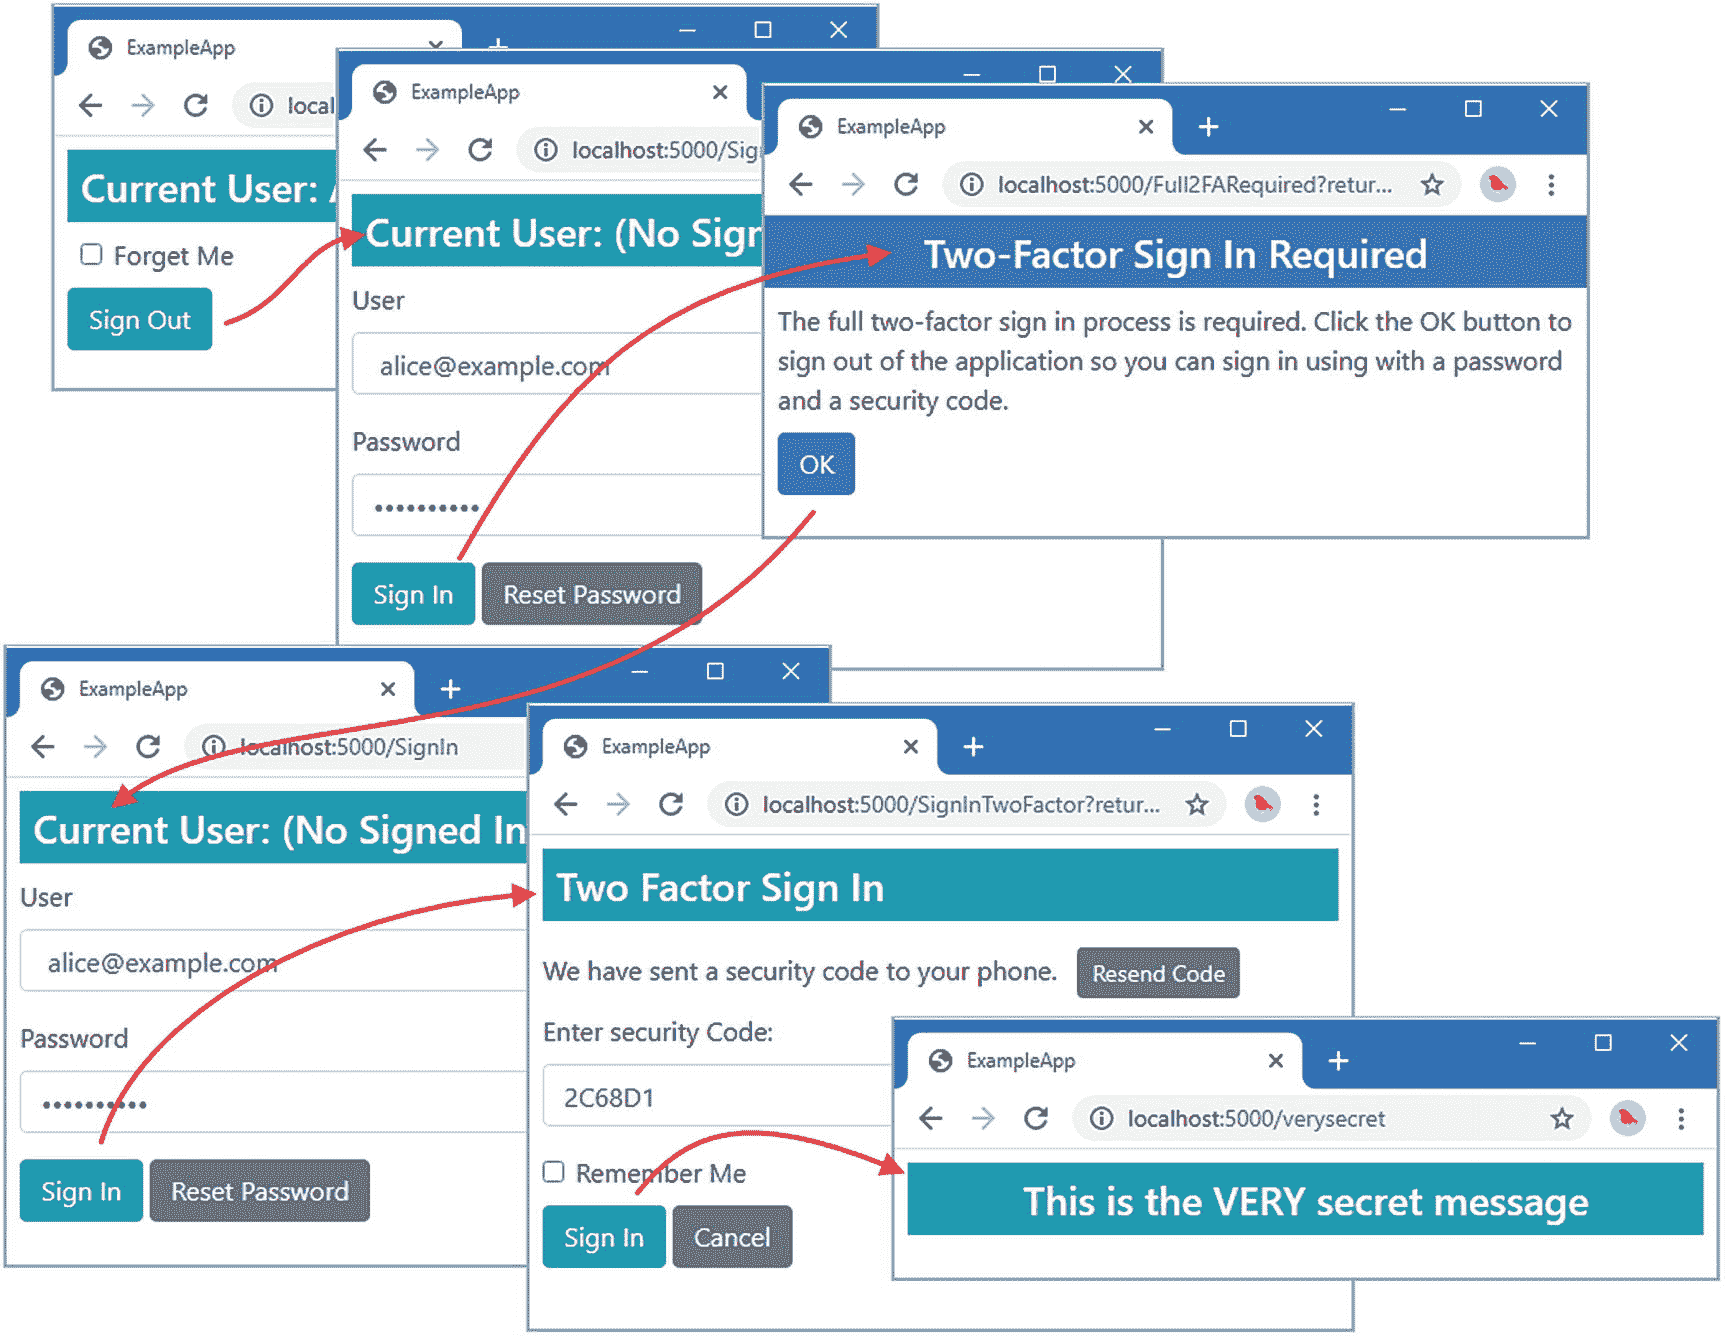 ExampleApp
local
Current User: A
Forget Me
Sign Out
ExampleApp
localhost:5000/Sig
Current User: (No Sign
User
alice@example.com
Password
Sign In Reset Password
ExampleApp
localhost:5000/Full2FARequired?retur...
Two-Factor Sign In Required
The full two-factor sign in process is required. Click the OK button to
sign out of the application so you can sign in using with a password
and a security code.
OK
ExampleApp
localhost:5000/SignIn
Current User: (No Signed In
User
alice@example.com
Password
Sign In Reset Password
ExampleApp
localhost:5000/SignInTwoFactor?retur...
Two Factor Sign In
We have sent a security code to your phone. Resend Code
Enter security Code:
2C68D1
Remember Me
Sign In Cancel
ExampleApp
localhost:5000/verysecret
This is the VERY secret message